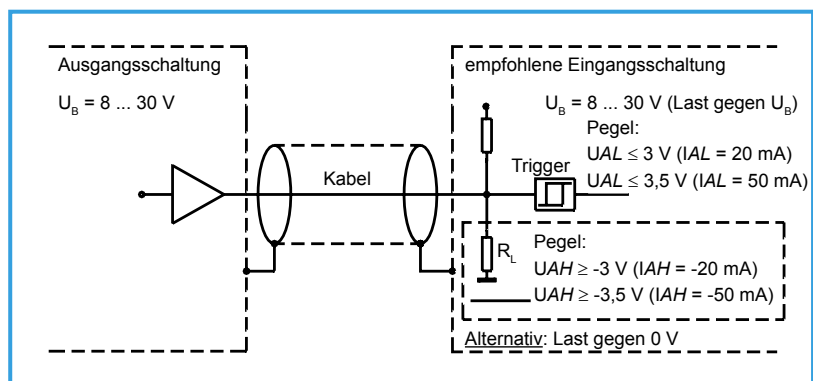 Ausgangsschaltung
U_B = 8 ... 30 V
Kabel
empfohlene Eingangsschaltung
U_B = 8 ... 30 V (Last gegen U_B)
Pegel:
UAL ≤ 3 V (IAL = 20 mA)
Trigger
UAL ≤ 3,5 V (IAL = 50 mA)
R_L
Pegel:
UAH ≥ -3 V (IAH = -20 mA)
UAH ≥ -3,5 V (IAH = -50 mA)
Alternativ: Last gegen 0 V